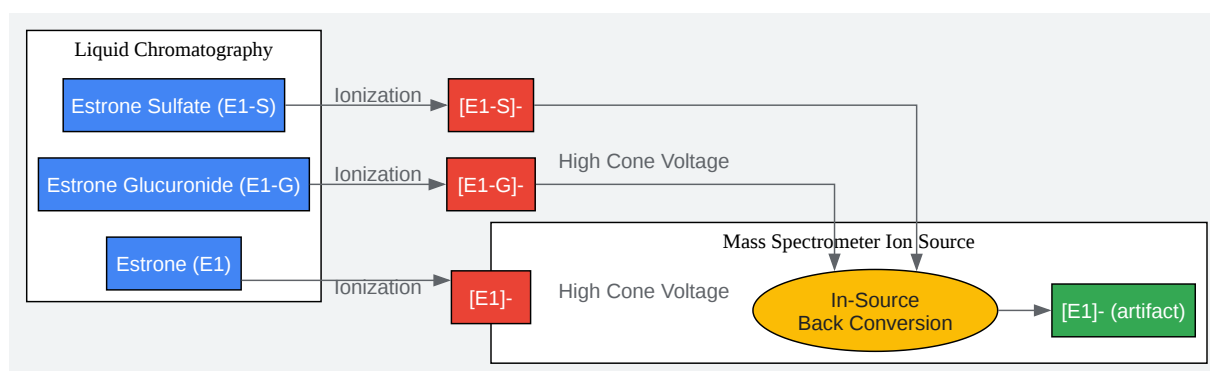 Liquid Chromatography
Estrone Sulfate (E1-S)
Ionization
[E1-S]-
Estrone Glucuronide (E1-G)
Ionization
[E1-G]-
High Cone Voltage
Mass Spectrometer Ion Source
Estrone (E1)
Ionization
[E1]-
High Cone Voltage
In-Source
Back Conversion
[E1]- (artifact)